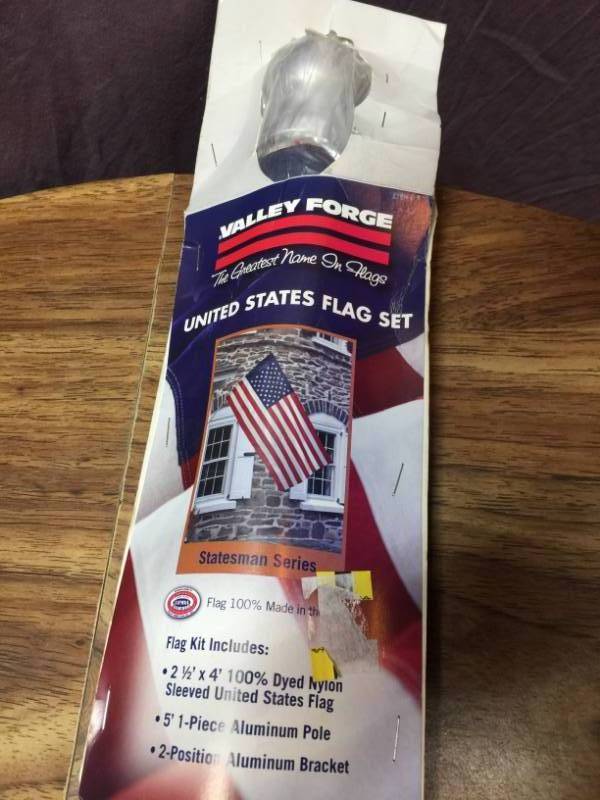 VALLEY FORGE
The Greatest Name In Flags
UNITED STATES FLAG SET
Statesman Series
Flag 100% Made in the
Flag Kit Includes:
• 2 ½' x 4' 100% Dyed Nylon
Sleeved United States Flag
• 5' 1-Piece Aluminum Pole
• 2-Position Aluminum Bracket